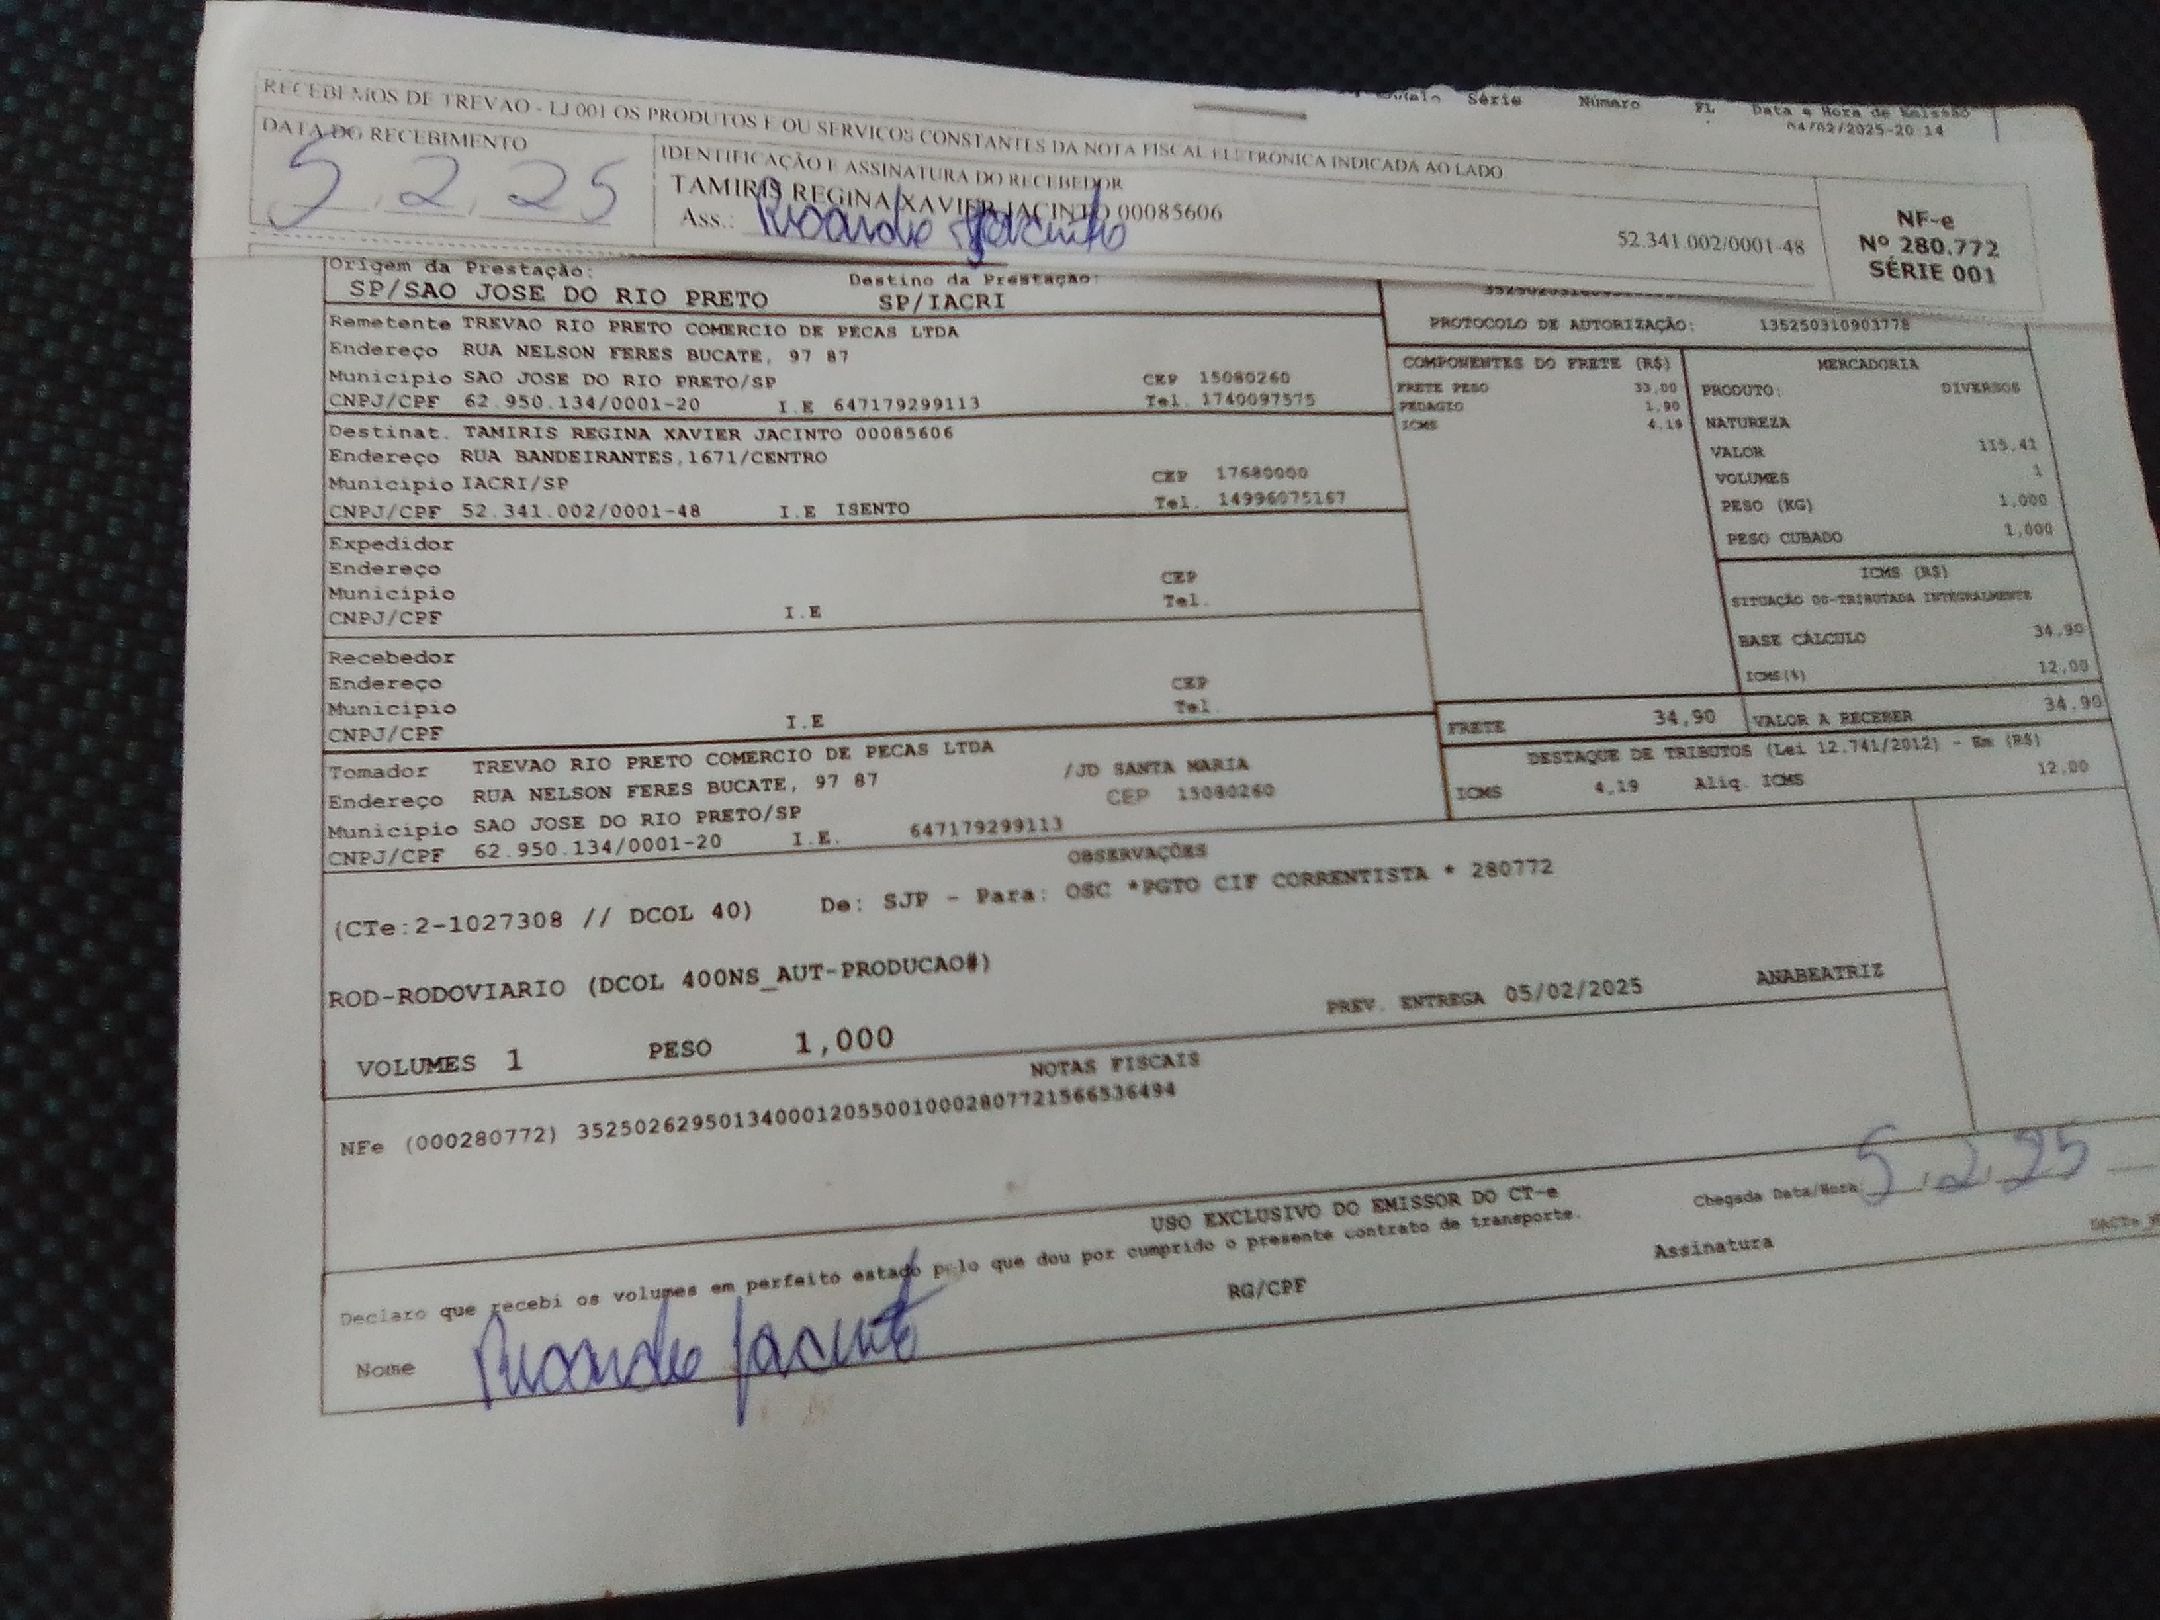 RECEBEMOS DE TREVAO - LJ 001 OS PRODUTOS E OU SERVICOS CONSTANTES DA NOTA FISCAL ELETRONICA INDICADA AO LADO
DATA DO RECEBIMENTO
5, 2, 25
IDENTIFICAÇÃO E ASSINATURA DO RECEBEDOR
TAMIRIS REGINA XAVIER JACINTO 00085606
Ass.: Ricardo Jacinto
52.341.002/0001-48
NF-e
Nº 280.772
SÉRIE 001
Série Número FL Data e Hora de Emissão
04/02/2025-20:14
Origem da Prestação: Destino da Prestação:
SP/SAO JOSE DO RIO PRETO SP/IACRI
Remetente TREVAO RIO PRETO COMERCIO DE PECAS LTDA
Endereço RUA NELSON FERES BUCATE, 97 87
Município SAO JOSE DO RIO PRETO/SP CEP 15080260
CNPJ/CPF 62.950.134/0001-20 I.E 647179299113 Tel. 1740097575
Destinat. TAMIRIS REGINA XAVIER JACINTO 00085606
Endereço RUA BANDEIRANTES,1671/CENTRO
Município IACRI/SP CEP 17680000
CNPJ/CPF 52.341.002/0001-48 I.E ISENTO Tel. 14996075167
Expedidor
Endereço
Município CEP
CNPJ/CPF I.E Tel.
Recebedor
Endereço
Município CEP
CNPJ/CPF I.E Tel.
Tomador TREVAO RIO PRETO COMERCIO DE PECAS LTDA
Endereço RUA NELSON FERES BUCATE, 97 87 /JD SANTA MARIA
Município SAO JOSE DO RIO PRETO/SP CEP 15080260
CNPJ/CPF 62.950.134/0001-20 I.E. 647179299113
PROTOCOLO DE AUTORIZAÇÃO: 135250310903778
COMPONENTES DO FRETE (R$)
FRETE PESO 33,00
PEDAGIO 1,90
ICMS 4,19
MERCADORIA
PRODUTO: DIVERSOS
NATUREZA
VALOR 115,41
VOLUMES 1
PESO (KG) 1,000
PESO CUBADO 1,000
ICMS (R$)
SITUAÇÃO 00-TRIBUTADA INTEGRALMENTE
BASE CÁLCULO 34,90
ICMS(%) 12,00
FRETE 34,90 VALOR A RECEBER 34,90
DESTAQUE DE TRIBUTOS (Lei 12.741/2012) - Em (R$)
ICMS 4,19 Aliq. ICMS 12,00
OBSERVAÇÕES
(CTe:2-1027308 // DCOL 40) De: SJP - Para: OSC *PGTO CIF CORRENTISTA * 280772
ROD-RODOVIARIO (DCOL 400NS_AUT-PRODUCAO#)
PREV. ENTREGA 05/02/2025 ANABEATRIZ
VOLUMES 1 PESO 1,000
NOTAS FISCAIS
NFe (000280772) 35250262950134000120550010002807721566536494
USO EXCLUSIVO DO EMISSOR DO CT-e
Declaro que recebi os volumes em perfeito estado pelo que dou por cumprido o presente contrato de transporte.
Chegada Data/Hora 5, 2, 25
Nome Ricardo Jacinto RG/CPF Assinatura